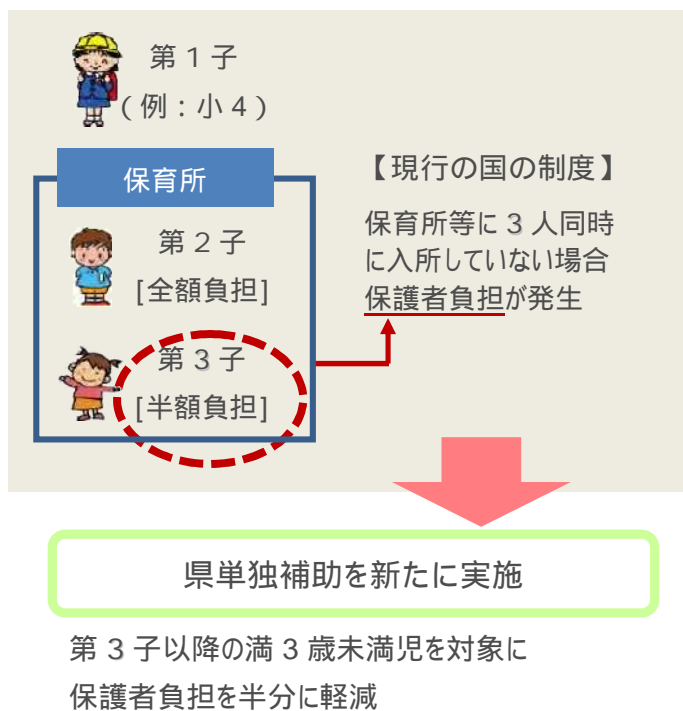 第1子
(例:小4)
保育所
第2子
[全額負担]
第3子
[半額負担]
【現行の国の制度】
保育所等に3人同時
に入所していない場合
保護者負担が発生
県単独補助を新たに実施
第3子以降の満3歳未満児を対象に
保護者負担を半分に軽減